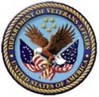 DEPARTMENT OF VETERANS AFFAIRS
UNITED STATES OF AMERICA